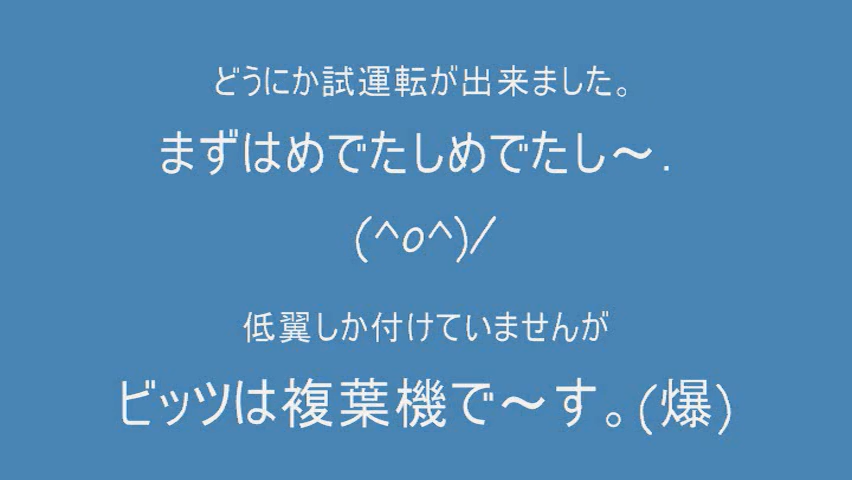 どうにか試運転が出来ました。
まずはめでたしめでたし～.
(^o^)/
低翼しか付けていませんが
ビッツは複葉機で～す。(爆)